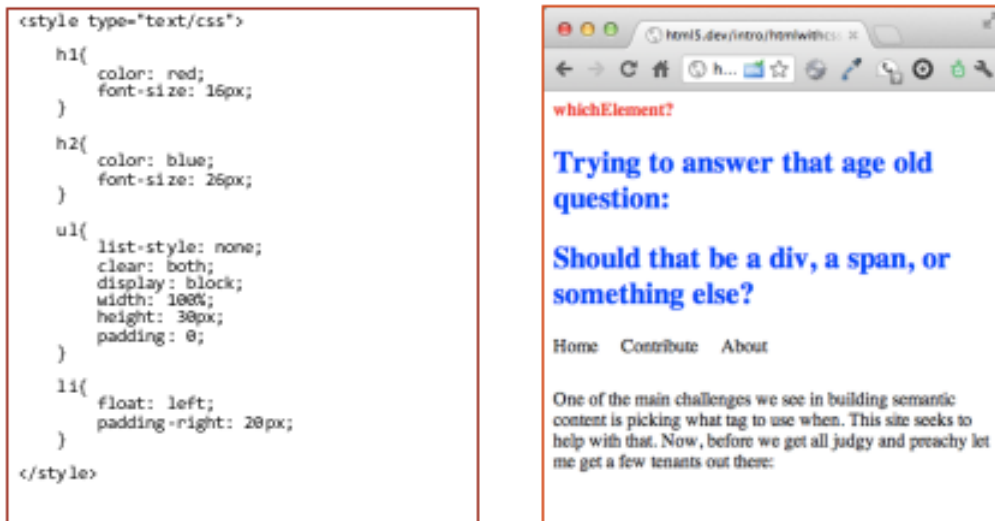 <style type="text/css">
h1{
color: red;
font-size: 16px;
}
h2{
color: blue;
font-size: 26px;
}
ul{
list-style: none;
clear: both;
display: block;
width: 100%;
height: 30px;
padding: 0;
}
li{
float: left;
padding-right: 20px;
}
</style>
html5.dev/intro/htmlwithcss
h...
whichElement?
Trying to answer that age old
question:
Should that be a div, a span, or
something else?
Home Contribute About
One of the main challenges we see in building semantic
content is picking what tag to use when. This site seeks to
help with that. Now, before we get all judgy and preachy let
me get a few tenants out there: